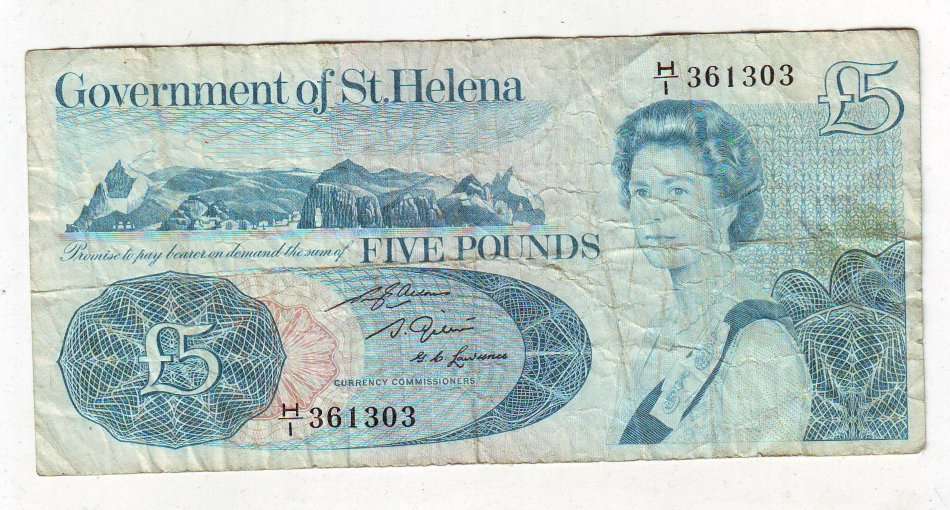 Government of St. Helena
H/1 361303
£5
Promise to pay bearer on demand the sum of FIVE POUNDS
£5
CURRENCY COMMISSIONERS
H/1 361303